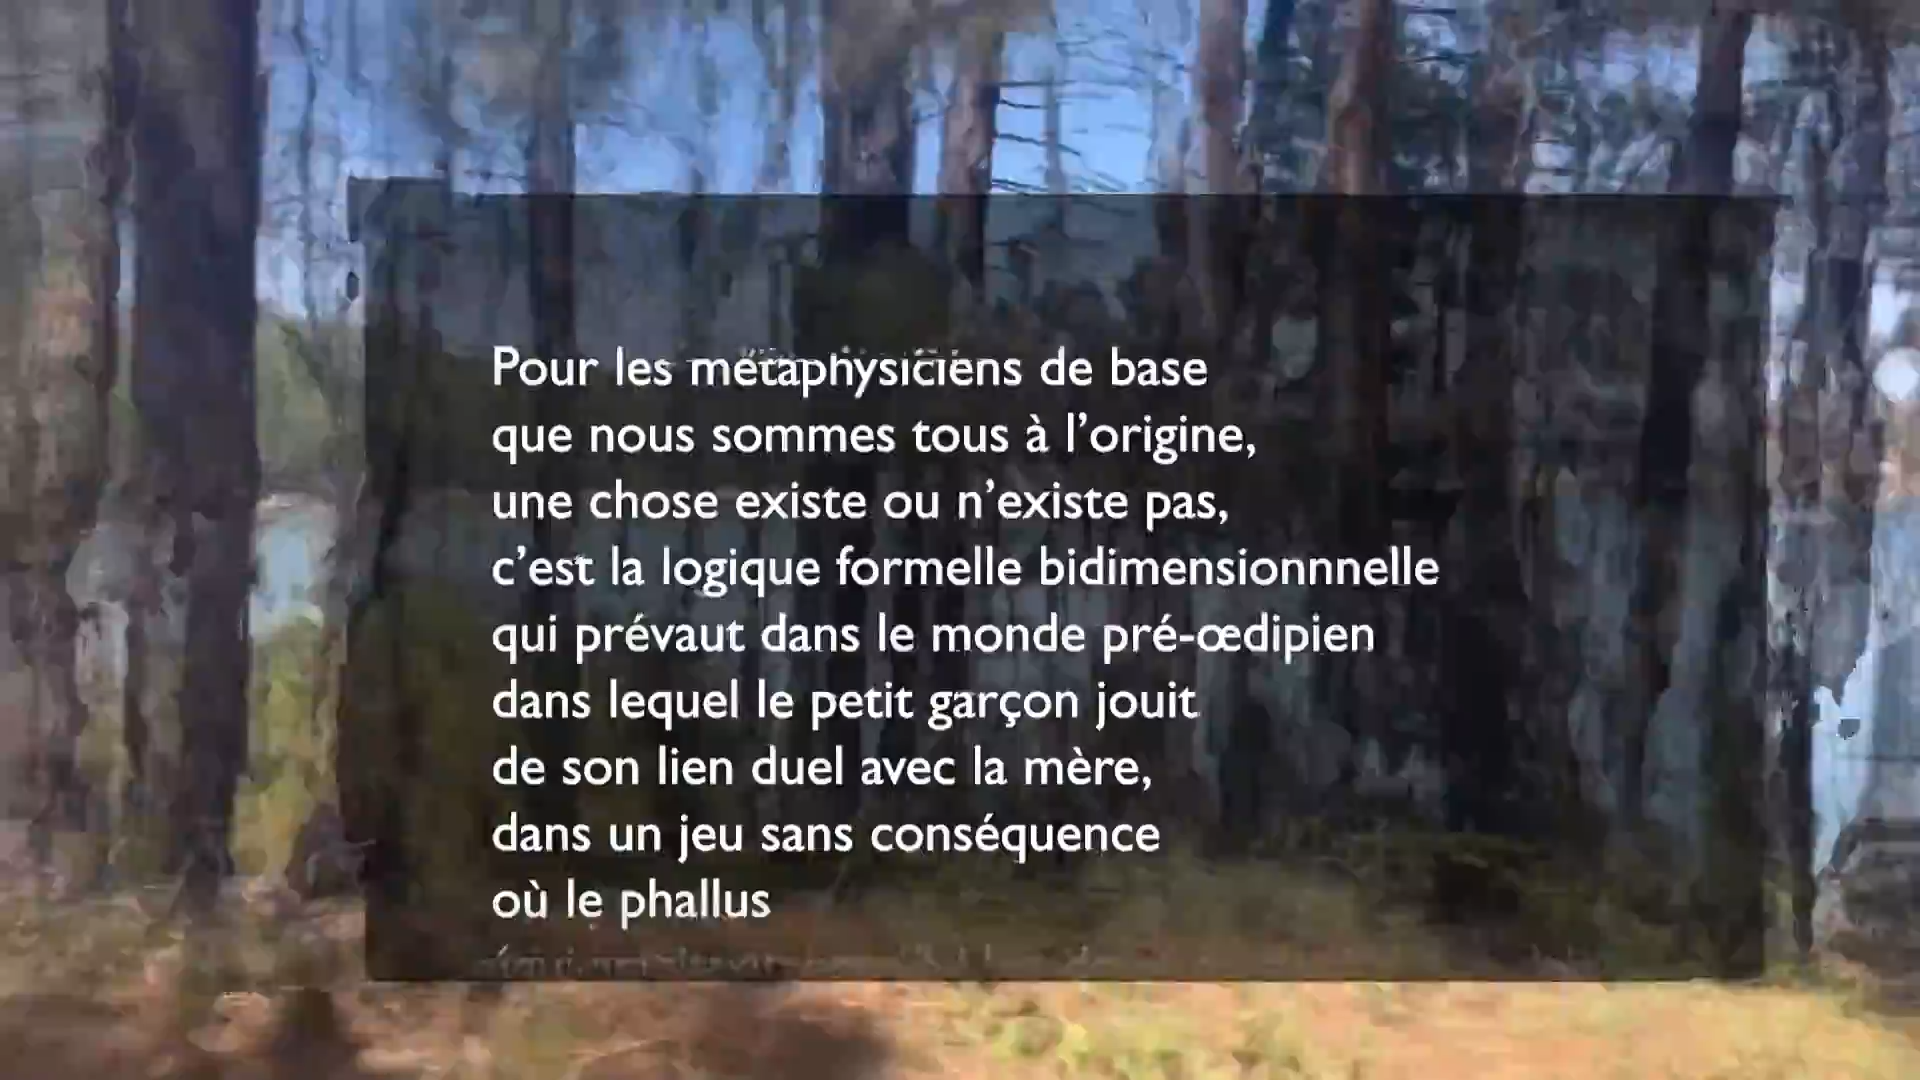 Pour les métaphysiciens de base
que nous sommes tous à l’origine,
une chose existe ou n’existe pas,
c’est la logique formelle bidimensionnnelle
qui prévaut dans le monde pré-œdipien
dans lequel le petit garçon jouit
de son lien duel avec la mère,
dans un jeu sans conséquence
où le phallus